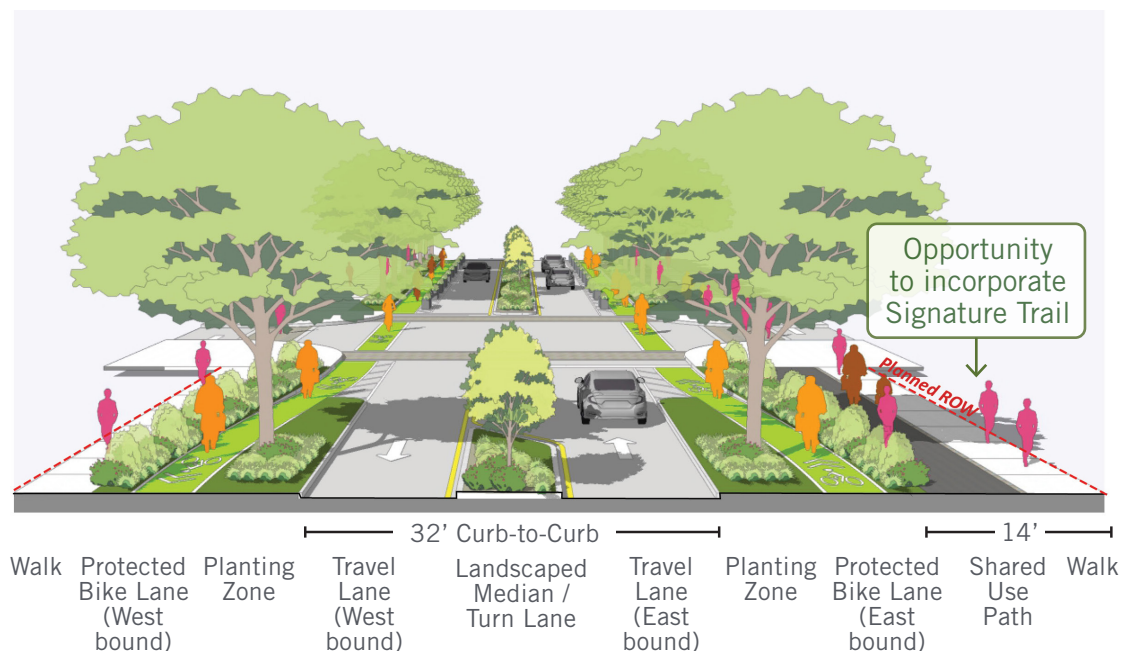 Opportunity
to incorporate
Signature Trail
Planned ROW
32' Curb-to-Curb
14'
Walk
Protected
Bike Lane
(West
bound)
Planting
Zone
Travel
Lane
(West
bound)
Landscaped
Median /
Turn Lane
Travel
Lane
(East
bound)
Planting
Zone
Protected
Bike Lane
(East
bound)
Shared
Use
Path
Walk